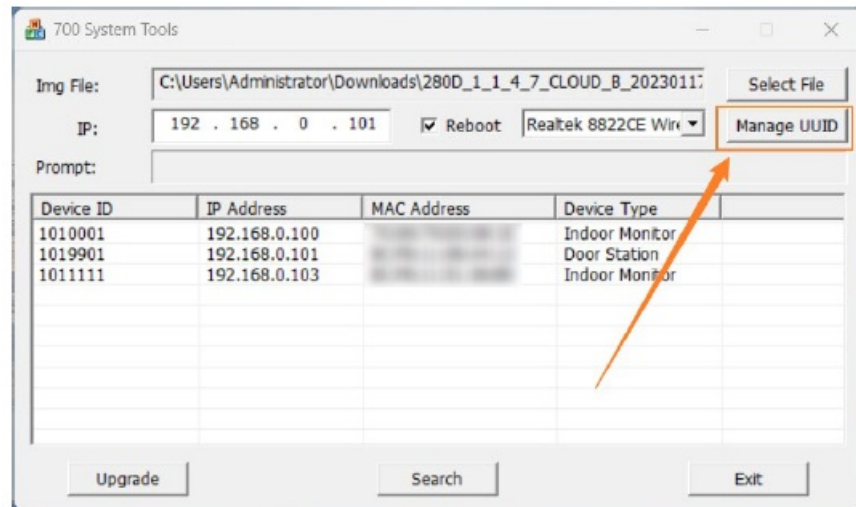 700 System Tools
Img File: C:\Users\Administrator\Downloads\280D_1_1_4_7_CLOUD_B_20230117 Select File
IP: 192 . 168 . 0 . 101 Reboot Realtek 8822CE Wire Manage UUID
Prompt:
Device ID IP Address MAC Address Device Type
1010001 192.168.0.100 Indoor Monitor
1019901 192.168.0.101 Door Station
1011111 192.168.0.103 Indoor Monitor
Upgrade Search Exit